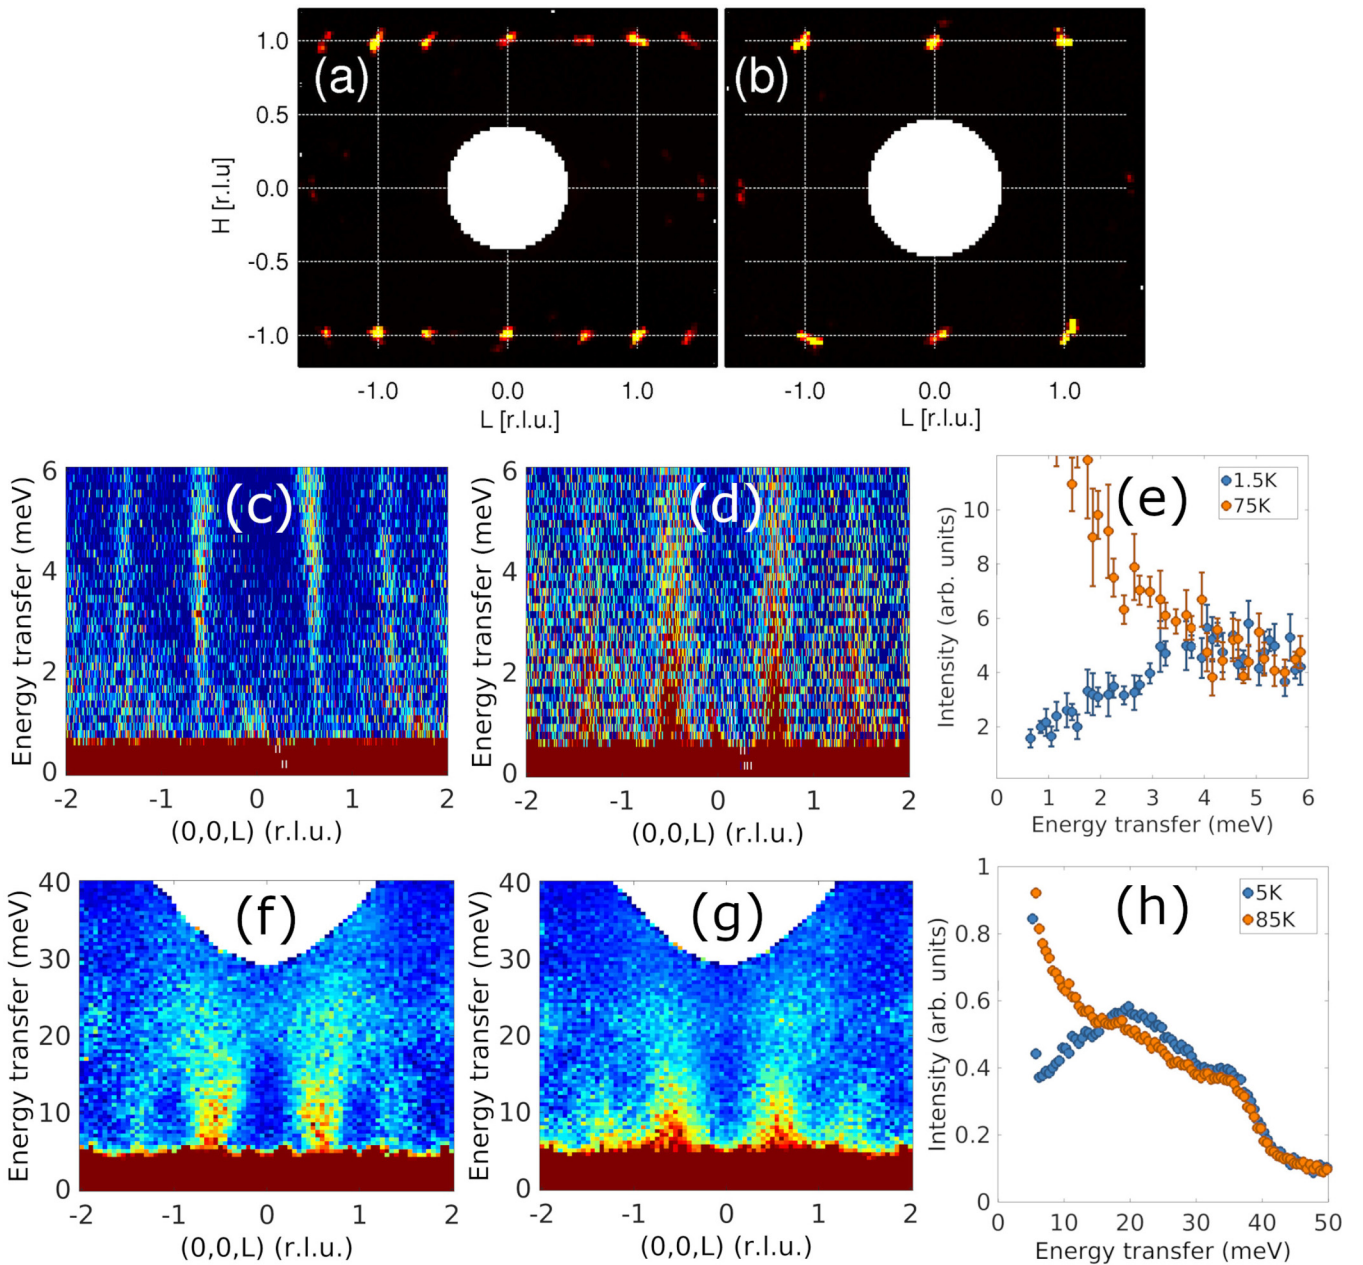 (a)
(b)
1.0
0.5
0.0
-0.5
-1.0
H [r.l.u]
-1.0 0.0 1.0
L [r.l.u.]
-1.0 0.0 1.0
L [r.l.u.]
(c)
6
4
2
0
Energy transfer (meV)
-2 -1 0 1 2
(0,0,L) (r.l.u.)
(d)
6
4
2
0
Energy transfer (meV)
-2 -1 0 1 2
(0,0,L) (r.l.u.)
(e)
1.5K
75K
10
8
6
4
2
Intensity (arb. units)
0 1 2 3 4 5 6
Energy transfer (meV)
(f)
40
30
20
10
0
Energy transfer (meV)
-2 -1 0 1 2
(0,0,L) (r.l.u.)
(g)
40
30
20
10
0
Energy transfer (meV)
-2 -1 0 1 2
(0,0,L) (r.l.u.)
(h)
5K
85K
1
0.8
0.6
0.4
0.2
0
Intensity (arb. units)
0 10 20 30 40 50
Energy transfer (meV)